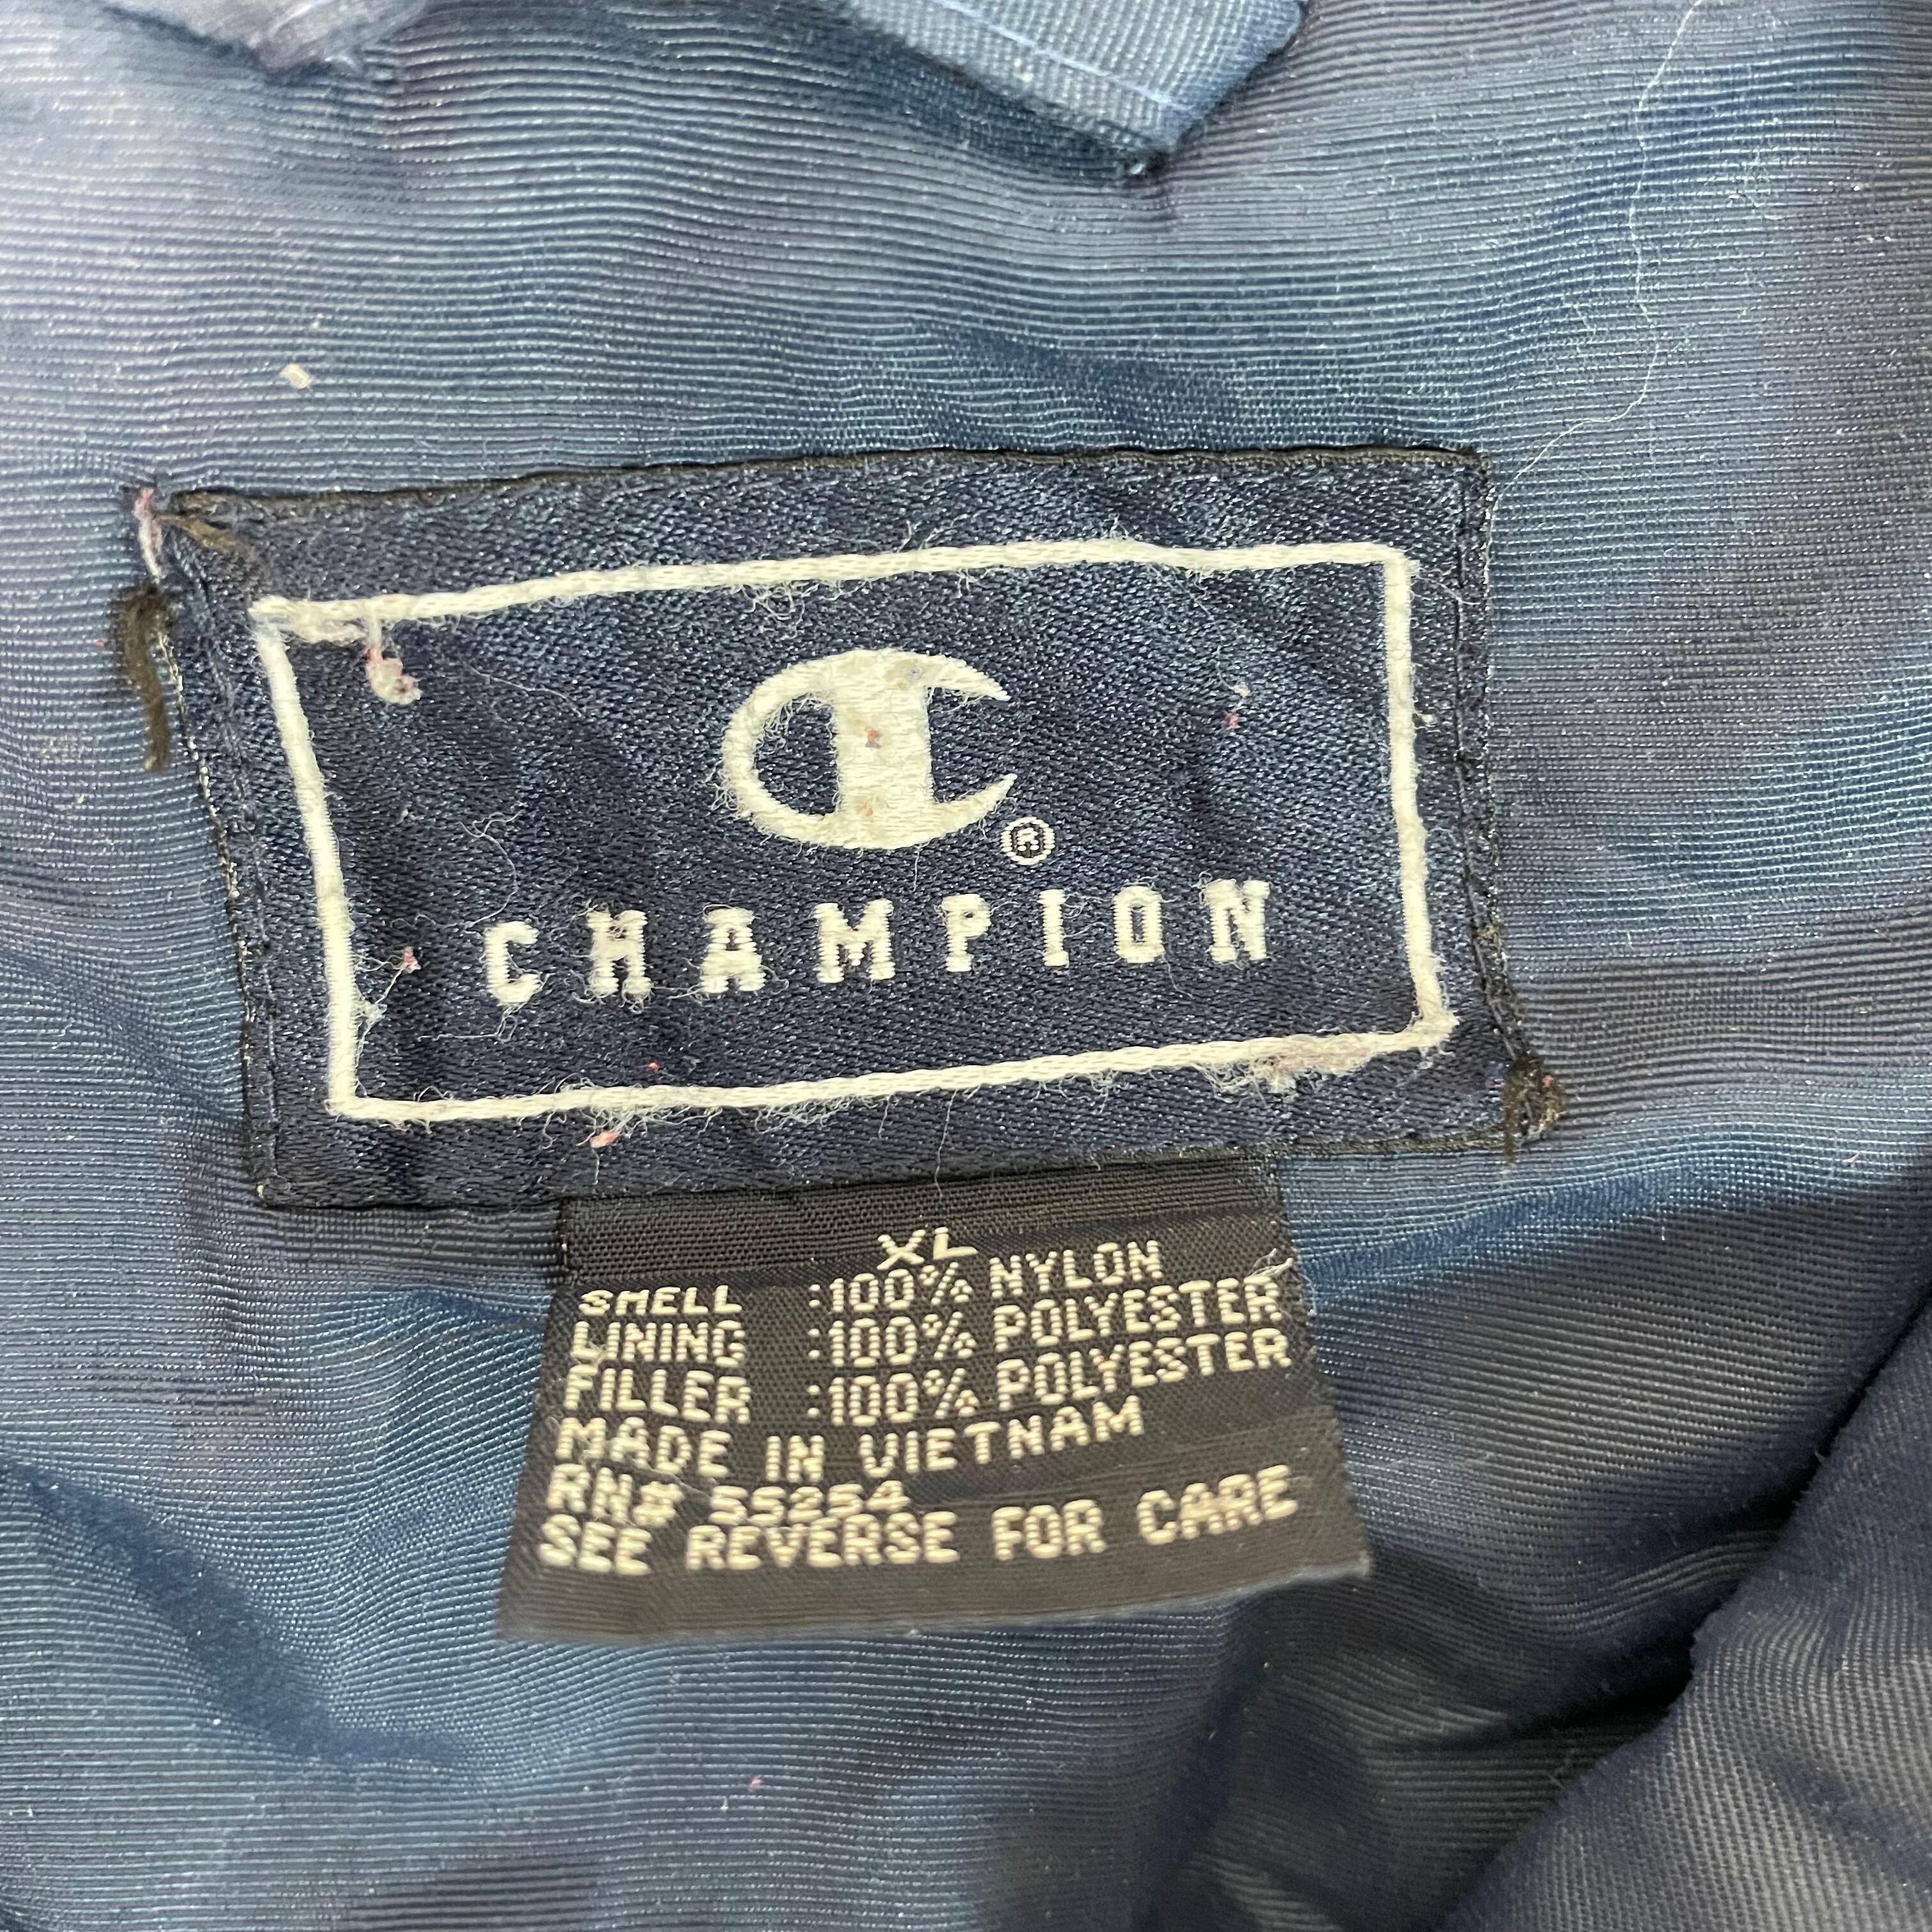 C ®
CHAMPION
XL
SHELL :100% NYLON
LINING :100% POLYESTER
FILLER :100% POLYESTER
MADE IN VIETNAM
RN# 55254
SEE REVERSE FOR CARE